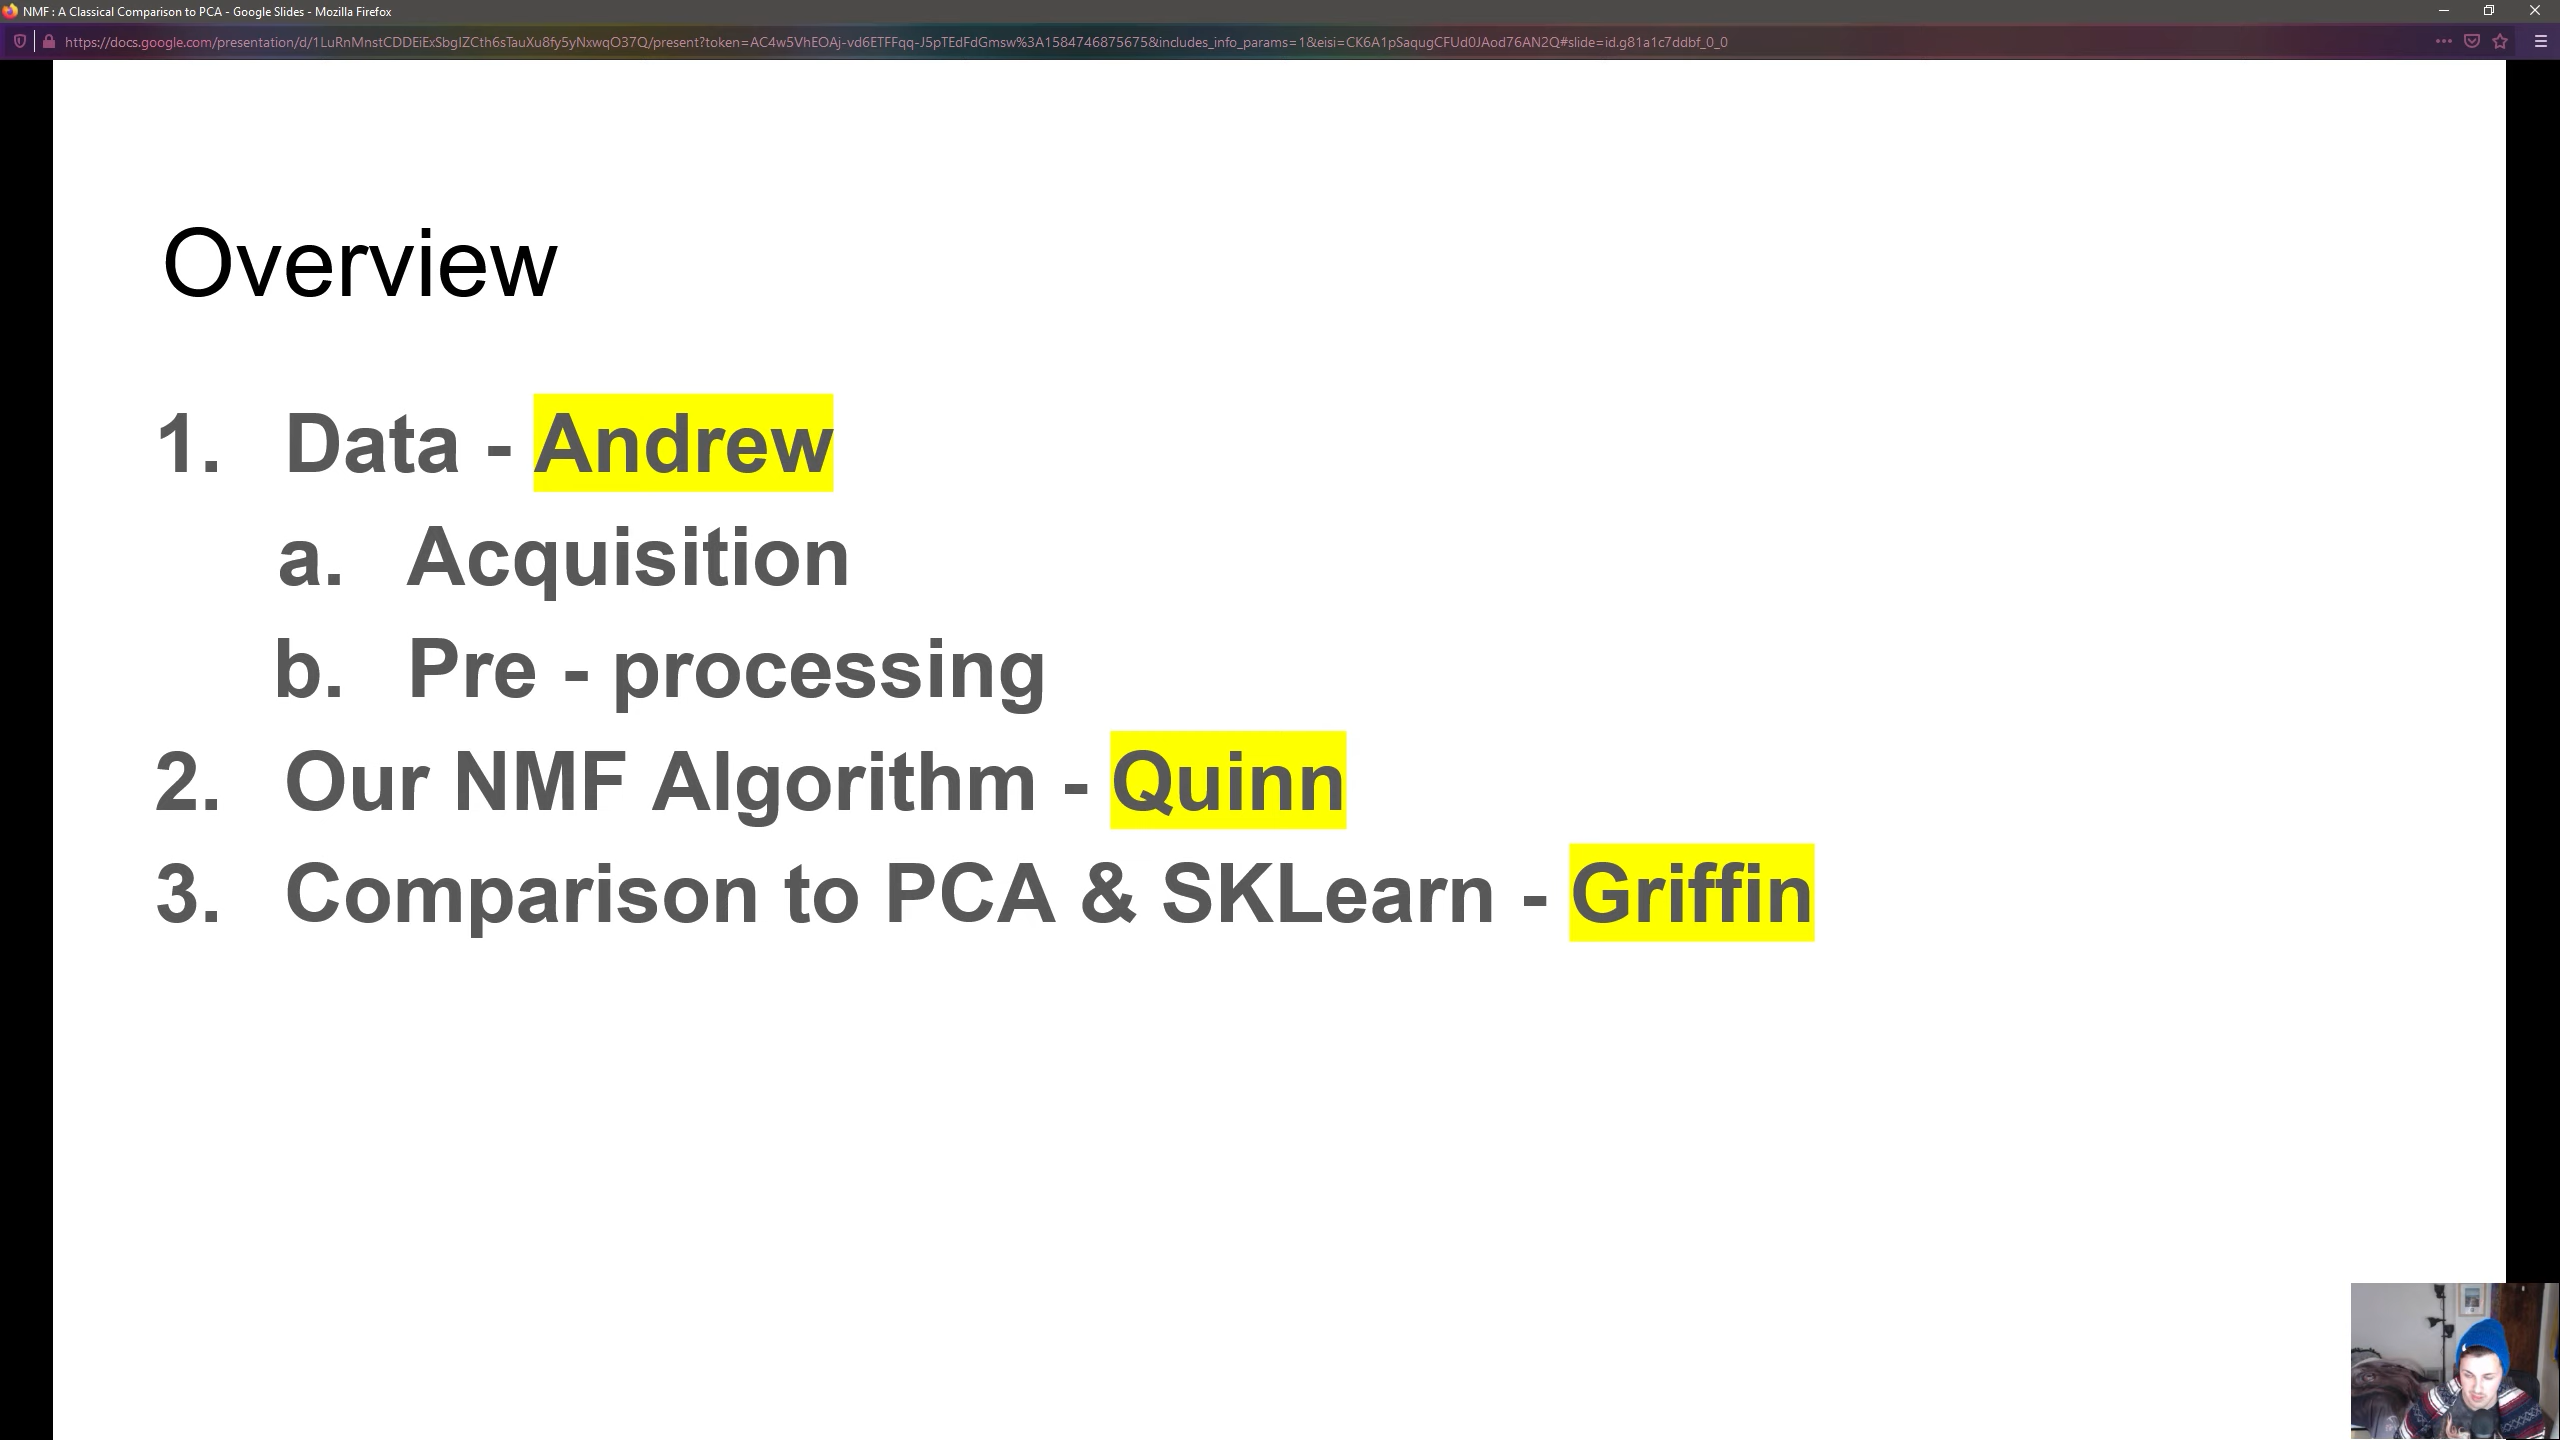 NMF : A Classical Comparison to PCA - Google Slides - Mozilla Firefox
https://docs.google.com/presentation/d/1LuRnMnstCDDEiExSbgIZCth6sTauXu8fy5yNxwqO37Q/present?token=AC4w5VhEOAj-vd6ETFFqq-J5pTEdFdGmsw%3A1584746875675&includes_info_params=1&eisi=CK6A1pSaqugCFUd0JAod76AN2Q#slide=id.g81a1c7ddbf_0_0
Overview
1. Data - Andrew
a. Acquisition
b. Pre - processing
2. Our NMF Algorithm - Quinn
3. Comparison to PCA & SKLearn - Griffin